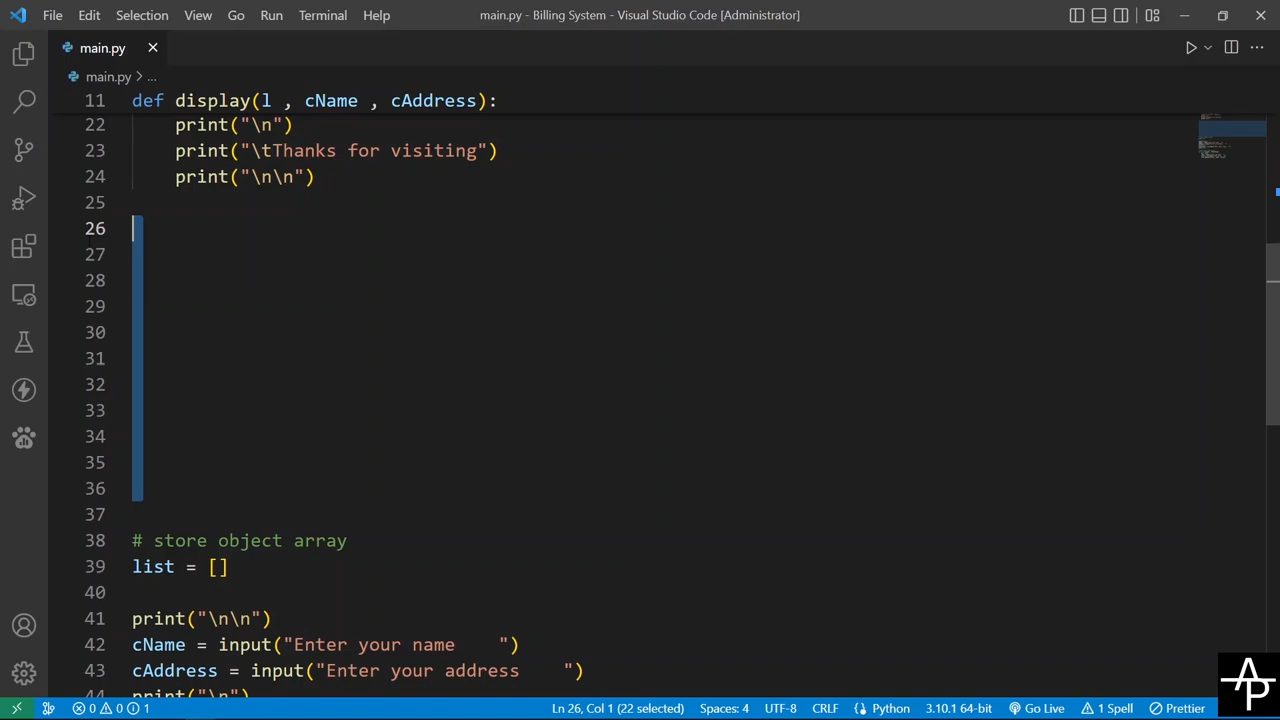 File Edit Selection View Go Run Terminal Help main.py - Billing System - Visual Studio Code [Administrator]
main.py
main.py > ...
11 def display(l , cName , cAddress):
22 print("\n")
23 print("\tThanks for visiting")
24 print("\n\n")
25
26
27
28
29
30
31
32
33
34
35
36
37
38 # store object array
39 list = []
40
41 print("\n\n")
42 cName = input("Enter your name    ")
43 cAddress = input("Enter your address    ")
44 print("\n")
0 0 1 Ln 26, Col 1 (22 selected) Spaces: 4 UTF-8 CRLF Python 3.10.1 64-bit Go Live 1 Spell Prettier
AP